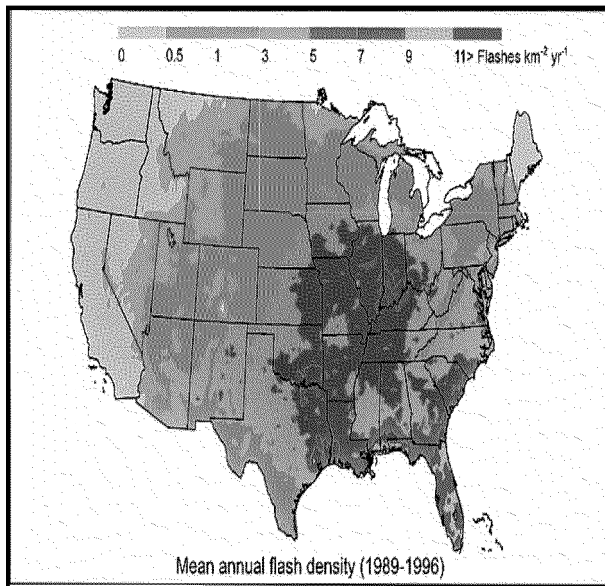 0 0.5 1 3 5 7 9 11> Flashes km⁻² yr⁻¹
Mean annual flash density (1989-1996)